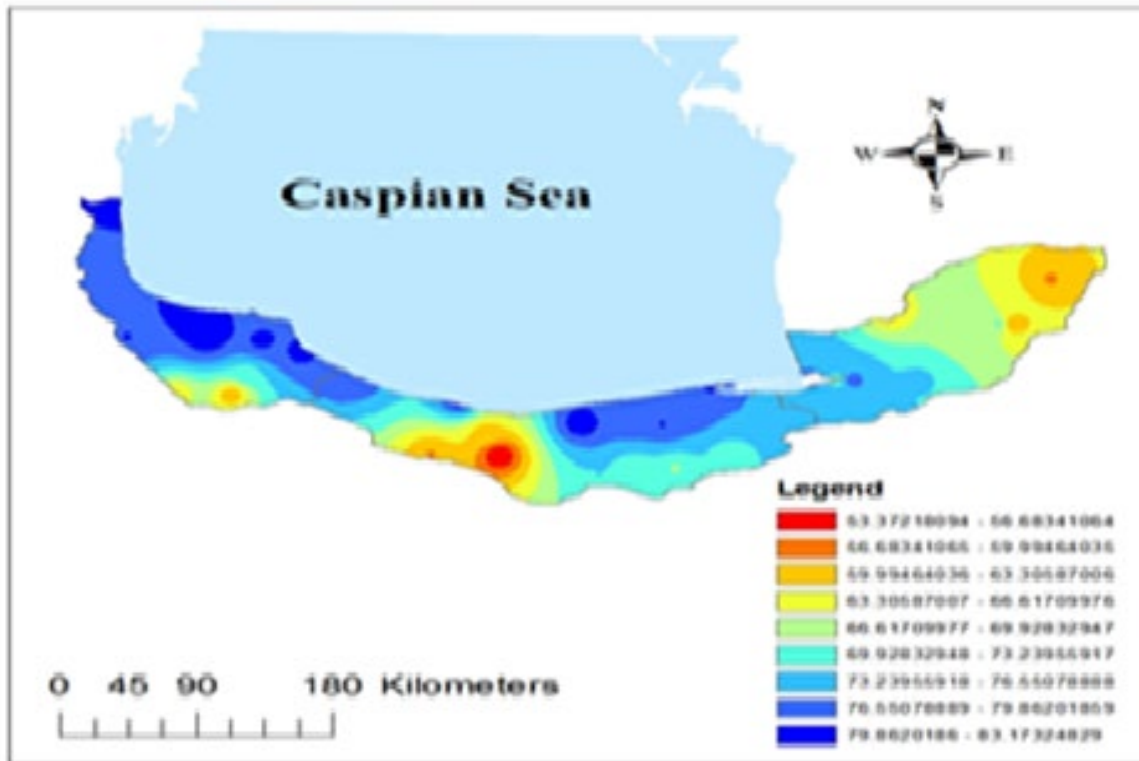 N
W E
S
Caspian Sea
Legend
53.37218094 - 56.68341064
56.68341065 - 59.99464035
59.99464036 - 63.30587006
63.30587007 - 66.61709976
66.61709977 - 69.92832947
69.92832948 - 73.23955917
73.23955918 - 76.55078888
76.55078889 - 79.86201859
79.8620186 - 83.17324829
0 45 90 180 Kilometers